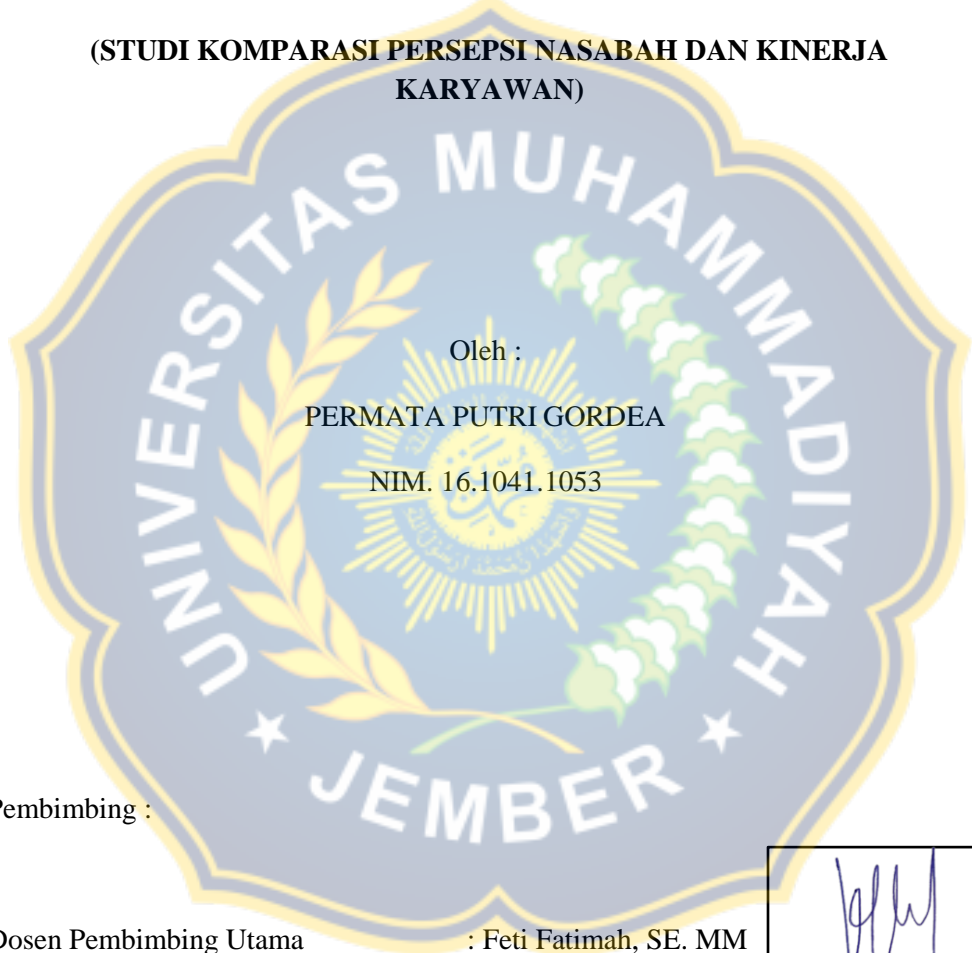 (STUDI KOMPARASI PERSEPSI NASABAH DAN KINERJA
KARYAWAN)
UNIVERSITAS MUHAMMADIYAH
JEMBER
Oleh :
PERMATA PUTRI GORDEA
NIM. 16.1041.1053
Pembimbing :
Dosen Pembimbing Utama : Feti Fatimah, SE. MM